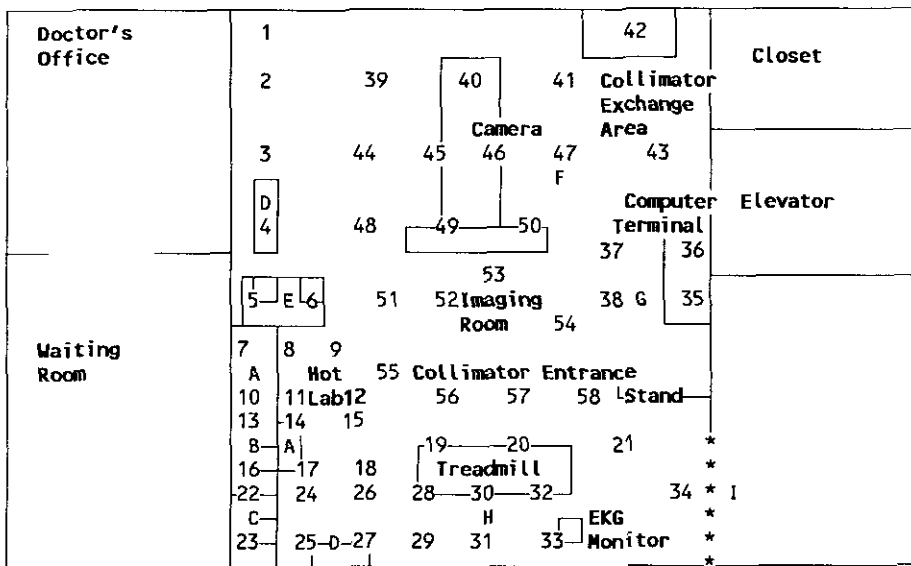 Doctor's 1 42
Office Closet
2 39 40 41 Collimator
Exchange
Camera Area
3 44 45 46 47 43
F
D Computer Elevator
4 48 49 50 Terminal
37 36
53
5 E 6 51 52 Imaging 38 G 35
Room 54
Waiting 7 8 9
Room A Hot 55 Collimator Entrance
10 11 Lab 12 56 57 58 Stand
13 14 15
B A 19 20 21 *
16 17 18 Treadmill *
22 24 26 28 30 32 34 * I
C H EKG *
23 25 D 27 29 31 33 Monitor *
*